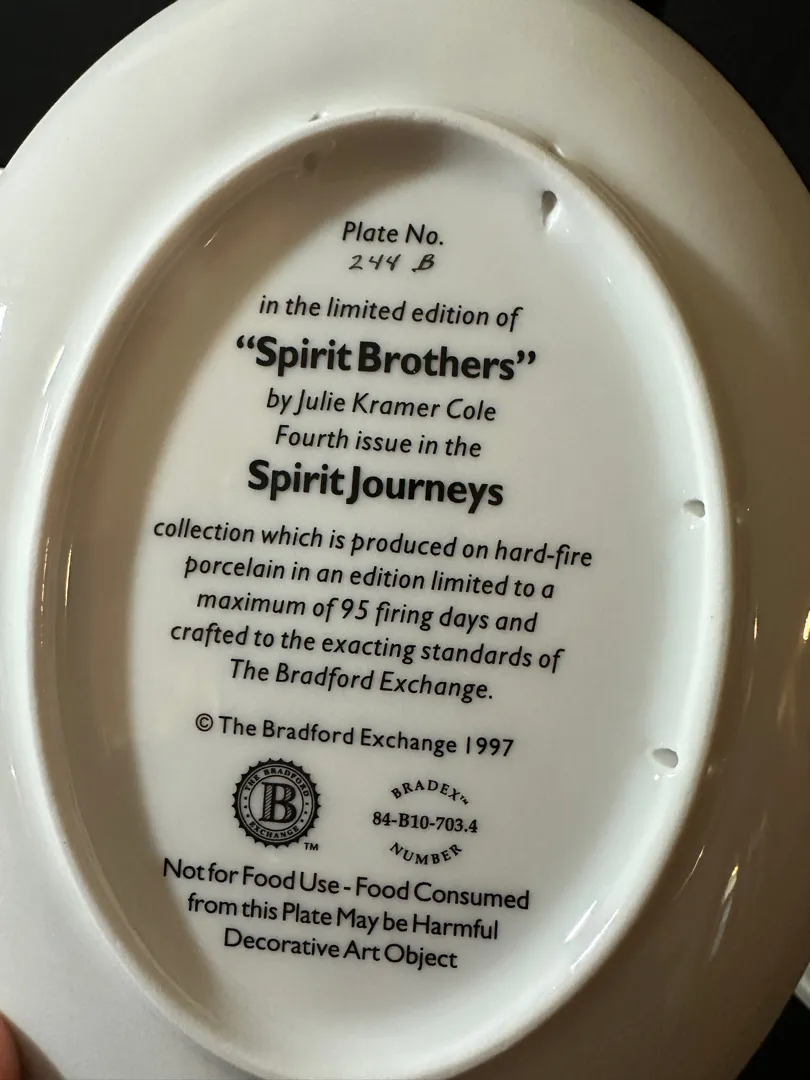 Plate No.
244 B
in the limited edition of
“Spirit Brothers”
by Julie Kramer Cole
Fourth issue in the
Spirit Journeys
collection which is produced on hard-fire
porcelain in an edition limited to a
maximum of 95 firing days and
crafted to the exacting standards of
The Bradford Exchange.
© The Bradford Exchange 1997
THE BRADFORD
B
EXCHANGE
TM
BRADEX™
84-B10-703.4
NUMBER
Not for Food Use - Food Consumed
from this Plate May be Harmful
Decorative Art Object